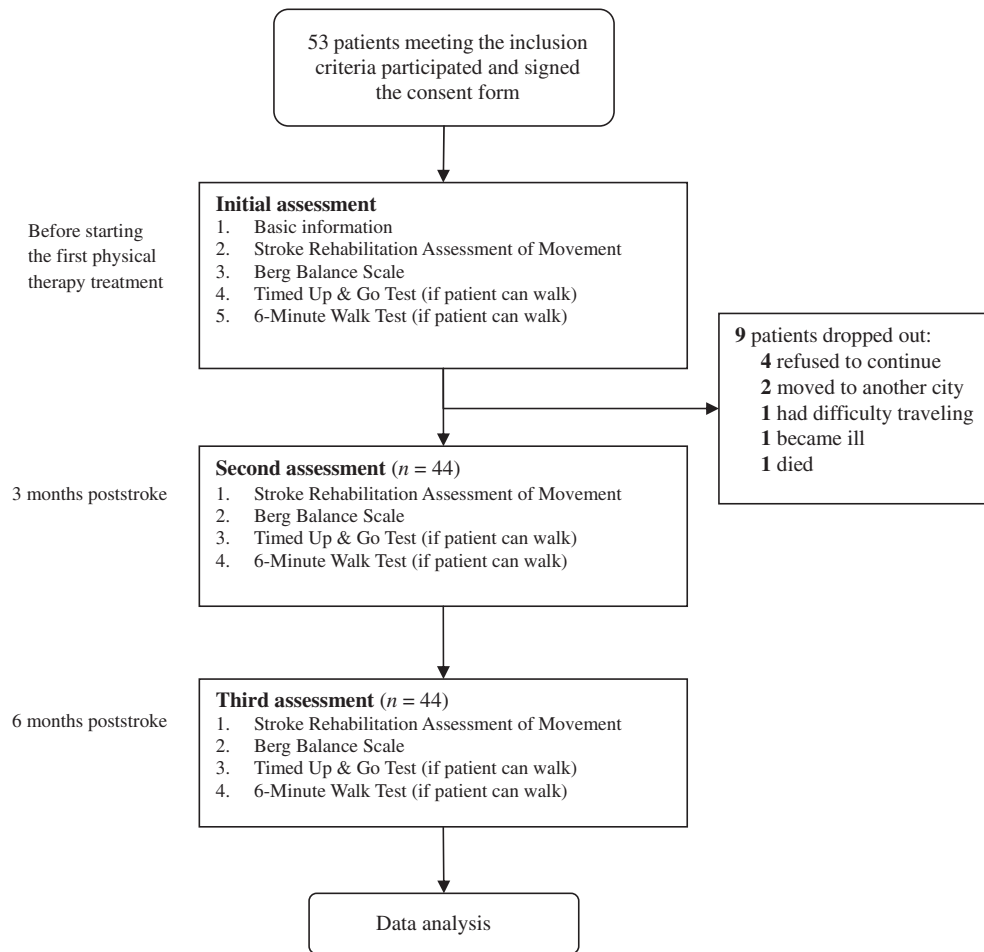 53 patients meeting the inclusion
criteria participated and signed
the consent form
Before starting
the first physical
therapy treatment
Initial assessment
1. Basic information
2. Stroke Rehabilitation Assessment of Movement
3. Berg Balance Scale
4. Timed Up & Go Test (if patient can walk)
5. 6-Minute Walk Test (if patient can walk)
9 patients dropped out:
4 refused to continue
2 moved to another city
1 had difficulty traveling
1 became ill
1 died
3 months poststroke
Second assessment (n = 44)
1. Stroke Rehabilitation Assessment of Movement
2. Berg Balance Scale
3. Timed Up & Go Test (if patient can walk)
4. 6-Minute Walk Test (if patient can walk)
6 months poststroke
Third assessment (n = 44)
1. Stroke Rehabilitation Assessment of Movement
2. Berg Balance Scale
3. Timed Up & Go Test (if patient can walk)
4. 6-Minute Walk Test (if patient can walk)
Data analysis